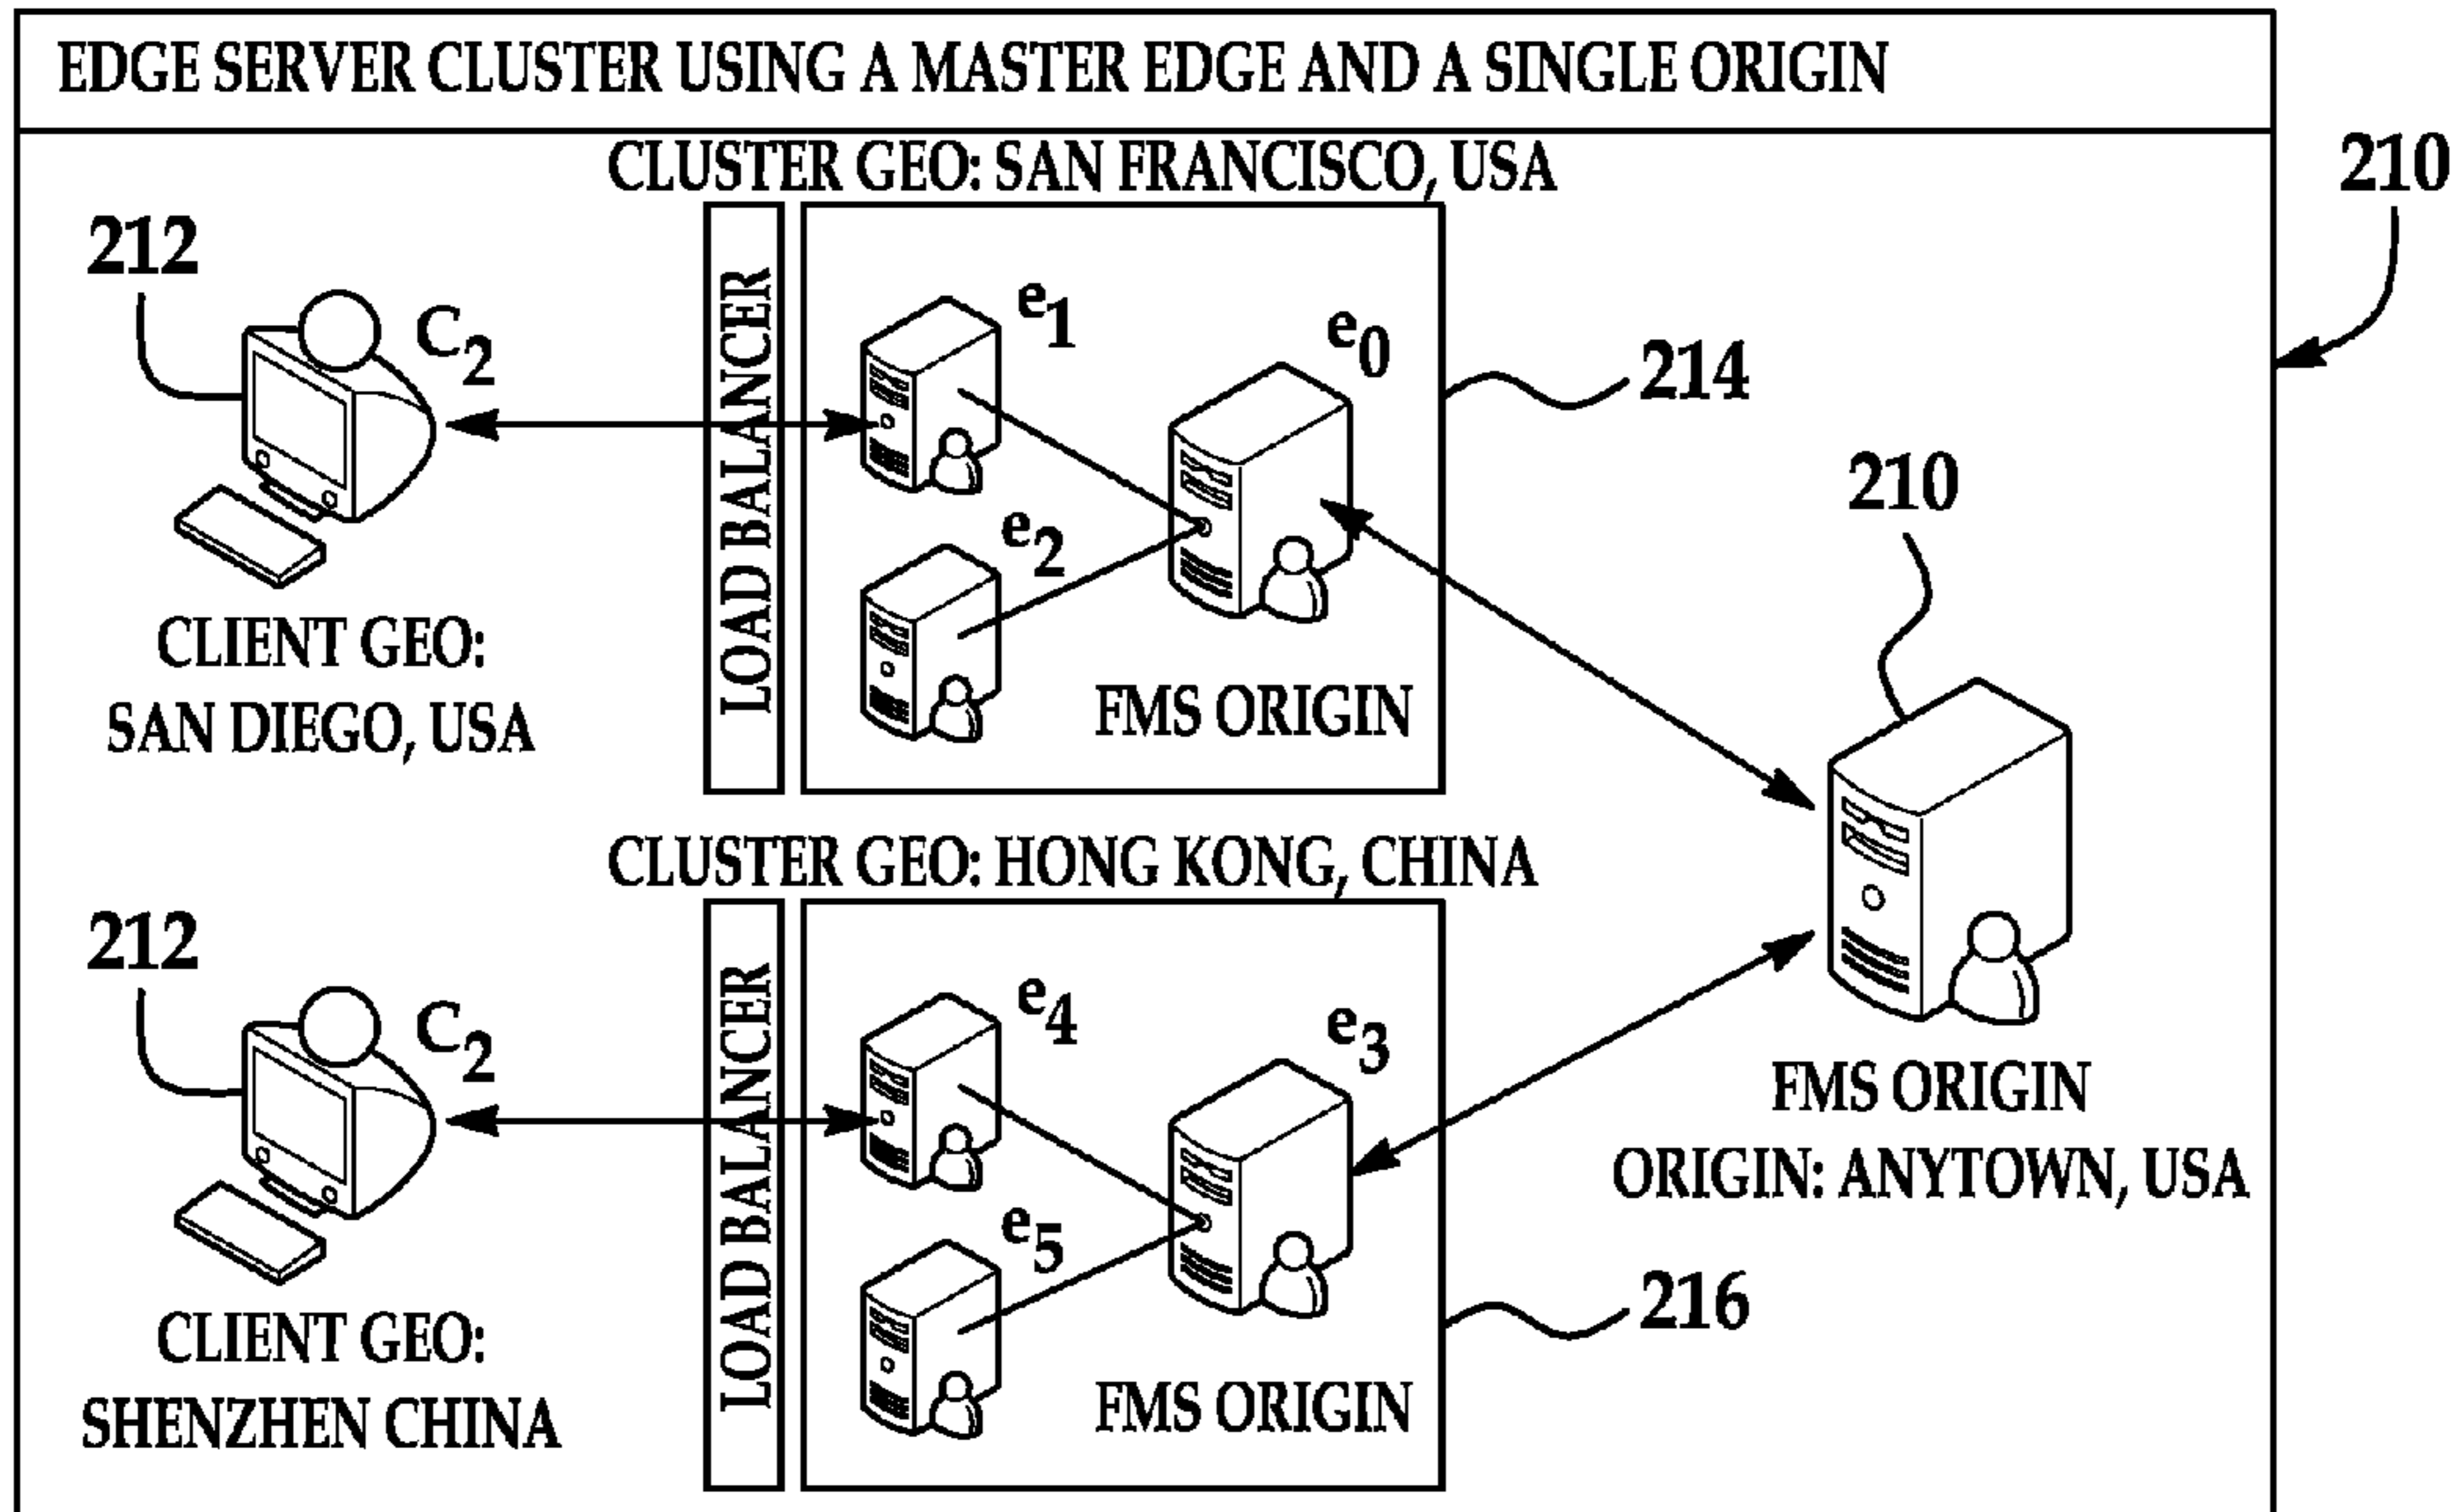 EDGE SERVER CLUSTER USING A MASTER EDGE AND A SINGLE ORIGIN
210
CLUSTER GEO: SAN FRANCISCO, USA
212
C2
LOAD BALANCER
e1
e0
214
e2
FMS ORIGIN
CLIENT GEO:
SAN DIEGO, USA
210
FMS ORIGIN
ORIGIN: ANYTOWN, USA
CLUSTER GEO: HONG KONG, CHINA
212
C2
LOAD BALANCER
e4
e3
e5
216
FMS ORIGIN
CLIENT GEO:
SHENZHEN CHINA